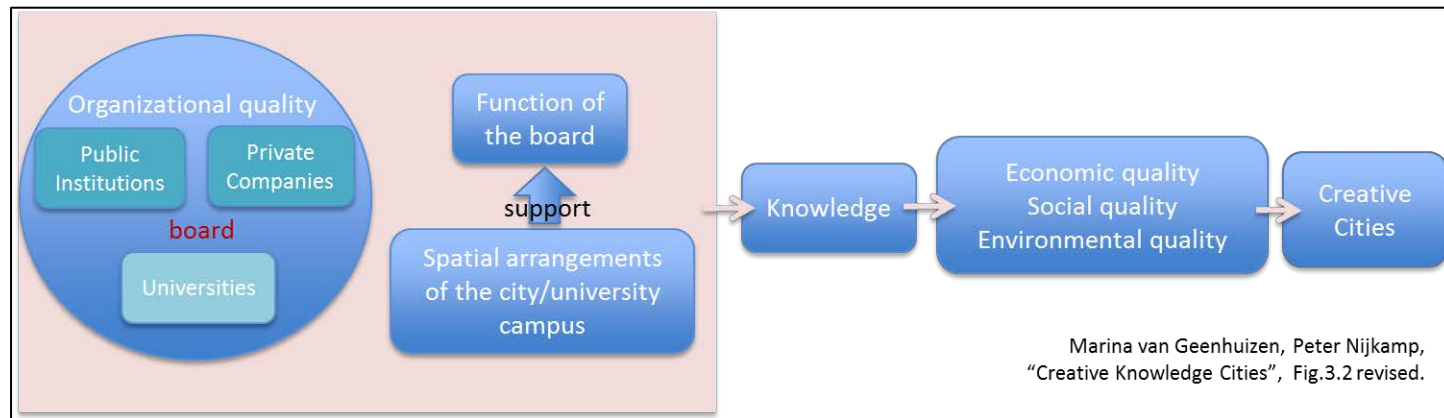 Organizational quality
Public
Institutions
Private
Companies
board
Universities
Function of
the board
support
Spatial arrangements
of the city/university
campus
Knowledge
Economic quality
Social quality
Environmental quality
Creative
Cities
Marina van Geenhuizen, Peter Nijkamp,
“Creative Knowledge Cities”, Fig.3.2 revised.